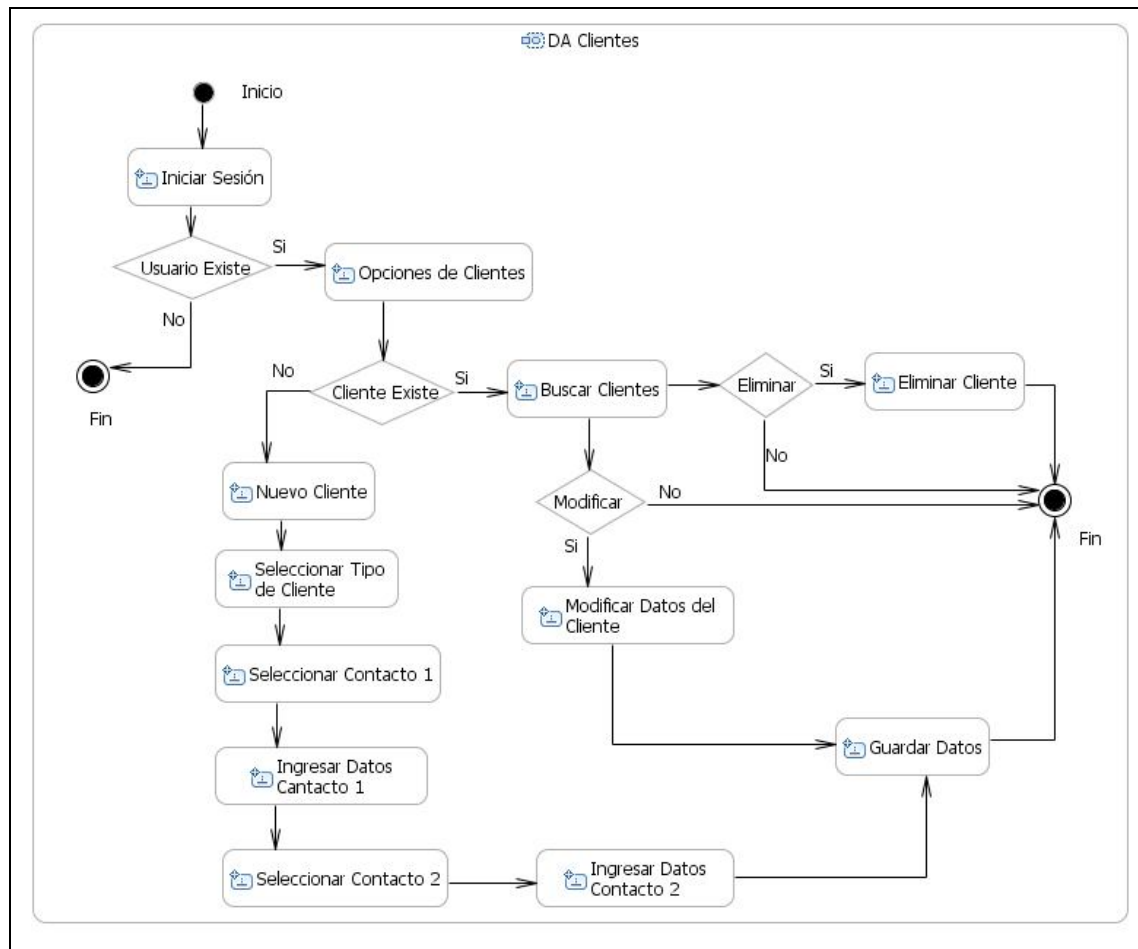 DA Clientes
Inicio
Iniciar Sesión
Si
Usuario Existe
Opciones de Clientes
No
Fin
No
Cliente Existe
Si
Buscar Clientes
Eliminar
Si
Eliminar Cliente
No
Nuevo Cliente
Modificar
No
Fin
Si
Seleccionar Tipo
de Cliente
Modificar Datos del
Cliente
Seleccionar Contacto 1
Guardar Datos
Ingresar Datos
Cantacto 1
Seleccionar Contacto 2
Ingresar Datos
Contacto 2